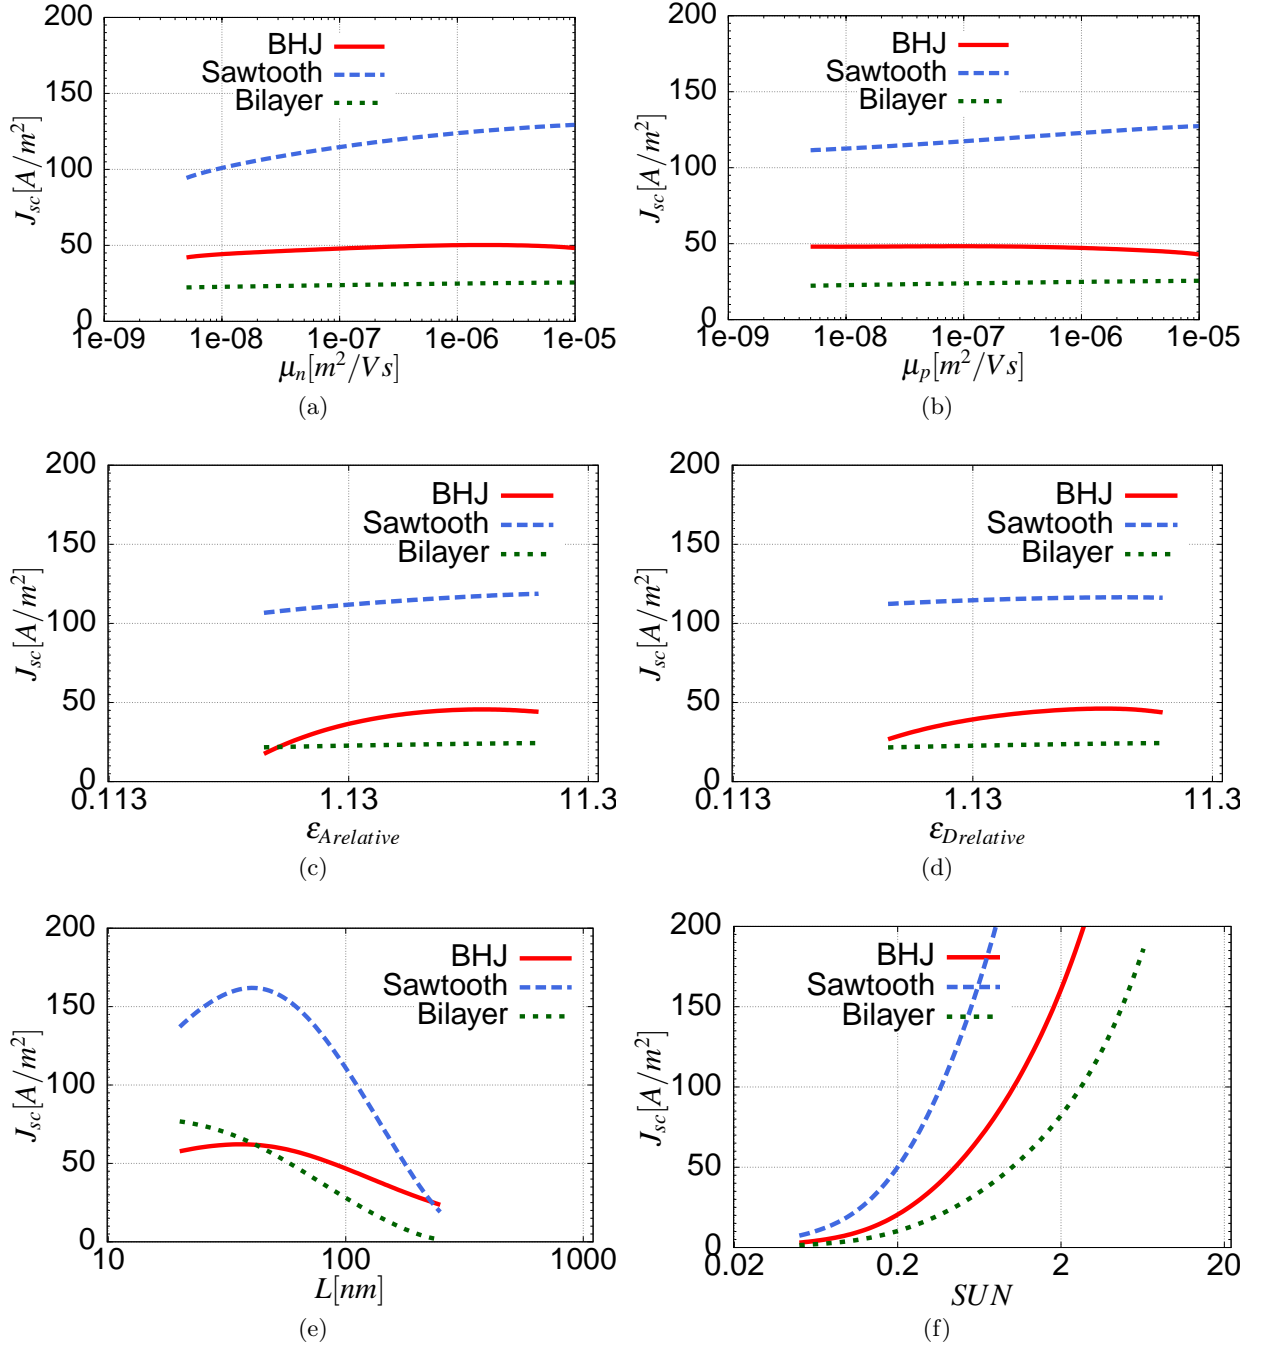 200
150
100
50
0
J_sc[A/m^2]
BHJ
Sawtooth
Bilayer
1e-09 1e-08 1e-07 1e-06 1e-05
μ_n[m^2/Vs]
(a)
200
150
100
50
0
J_sc[A/m^2]
BHJ
Sawtooth
Bilayer
1e-09 1e-08 1e-07 1e-06 1e-05
μ_p[m^2/Vs]
(b)
200
150
100
50
0
J_sc[A/m^2]
BHJ
Sawtooth
Bilayer
0.113 1.13 11.3
ε_Arelative
(c)
200
150
100
50
0
J_sc[A/m^2]
BHJ
Sawtooth
Bilayer
0.113 1.13 11.3
ε_Drelative
(d)
200
150
100
50
0
J_sc[A/m^2]
BHJ
Sawtooth
Bilayer
10 100 1000
L[nm]
(e)
200
150
100
50
0
J_sc[A/m^2]
BHJ
Sawtooth
Bilayer
0.02 0.2 2 20
SUN
(f)